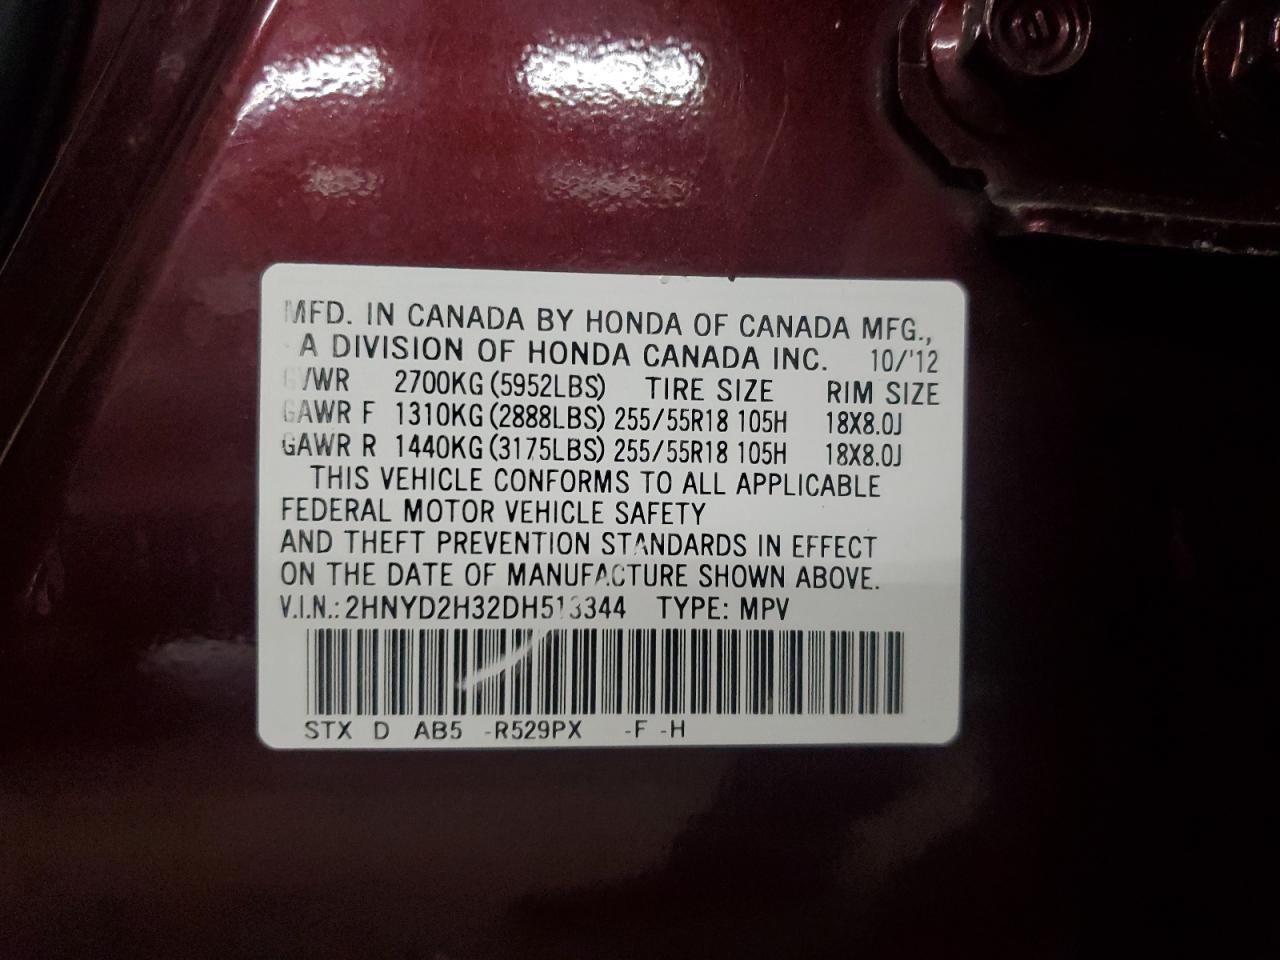 MFD. IN CANADA BY HONDA OF CANADA MFG.,
A DIVISION OF HONDA CANADA INC. 10/'12
GVWR 2700KG (5952LBS) TIRE SIZE RIM SIZE
GAWR F 1310KG (2888LBS) 255/55R18 105H 18X8.0J
GAWR R 1440KG (3175LBS) 255/55R18 105H 18X8.0J
THIS VEHICLE CONFORMS TO ALL APPLICABLE
FEDERAL MOTOR VEHICLE SAFETY
AND THEFT PREVENTION STANDARDS IN EFFECT
ON THE DATE OF MANUFACTURE SHOWN ABOVE.
V.I.N.: 2HNYD2H32DH513344 TYPE: MPV
STX D AB5 -R529PX -F -H